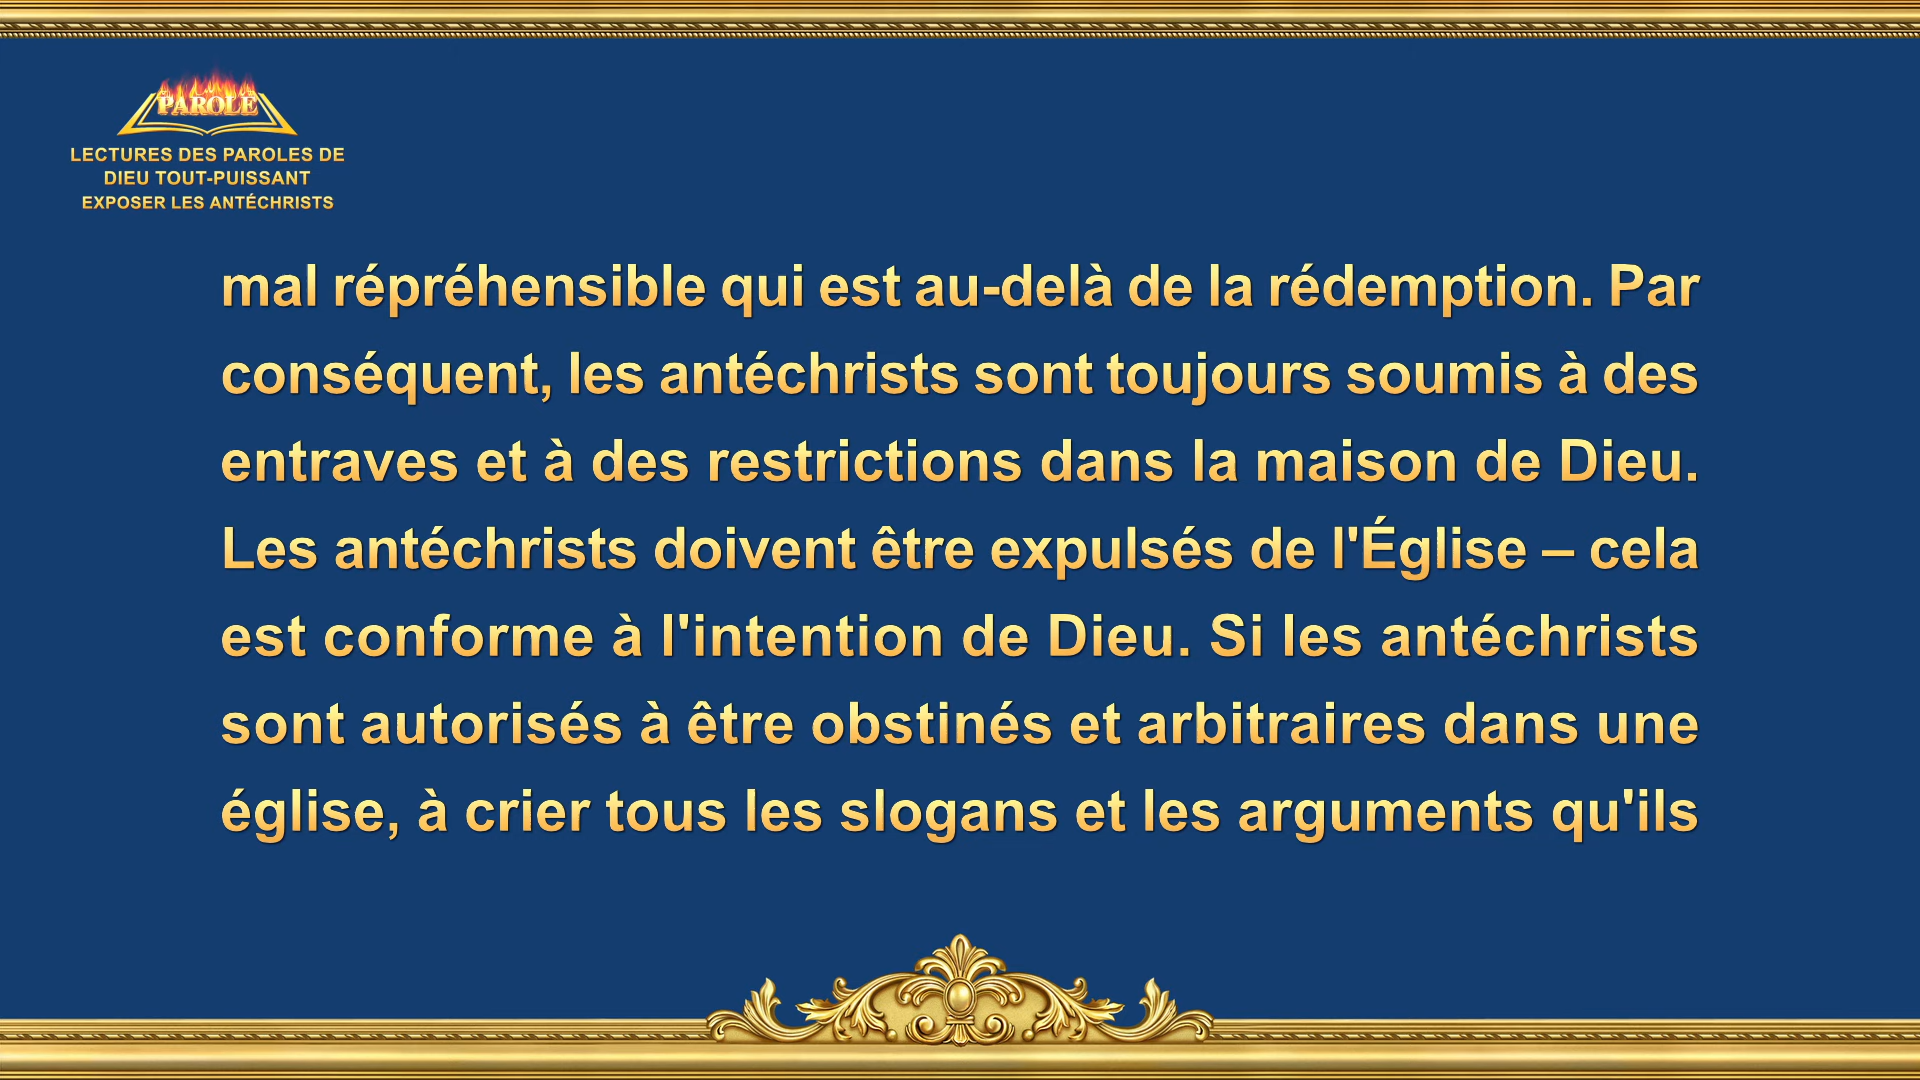 PAROLE
LECTURES DES PAROLES DE
DIEU TOUT-PUISSANT
EXPOSER LES ANTÉCHRISTS
mal répréhensible qui est au-delà de la rédemption. Par
conséquent, les antéchrists sont toujours soumis à des
entraves et à des restrictions dans la maison de Dieu.
Les antéchrists doivent être expulsés de l'Église – cela
est conforme à l'intention de Dieu. Si les antéchrists
sont autorisés à être obstinés et arbitraires dans une
église, à crier tous les slogans et les arguments qu'ils